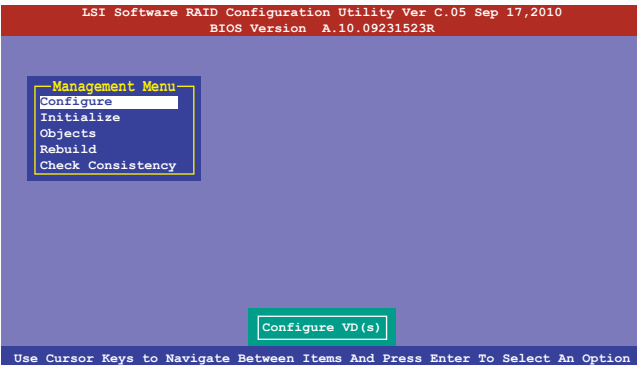 LSI Software RAID Configuration Utility Ver C.05 Sep 17,2010
BIOS Version A.10.09231523R
Management Menu
Configure
Initialize
Objects
Rebuild
Check Consistency
Configure VD(s)
Use Cursor Keys to Navigate Between Items And Press Enter To Select An Option